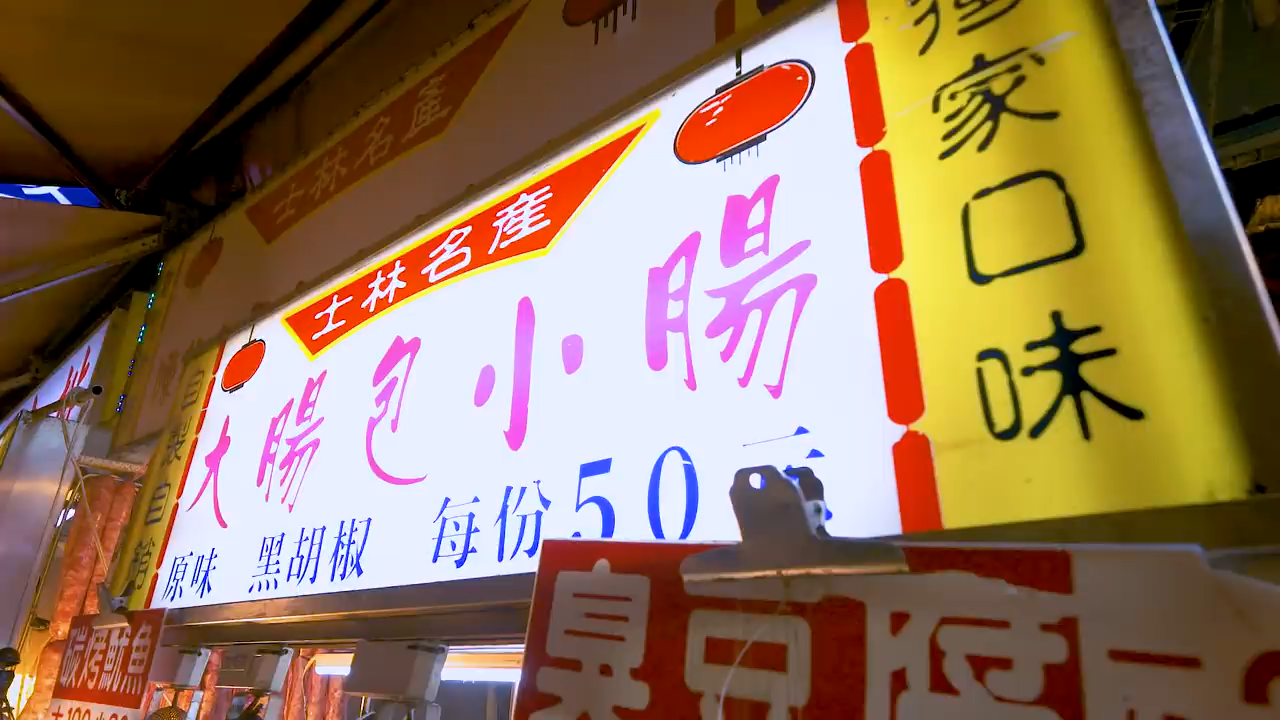 士林名產
士林名產
大腸包小腸
原味 黑胡椒 每份50元
獨家口味
自製自銷
碳烤魷魚
臭豆腐